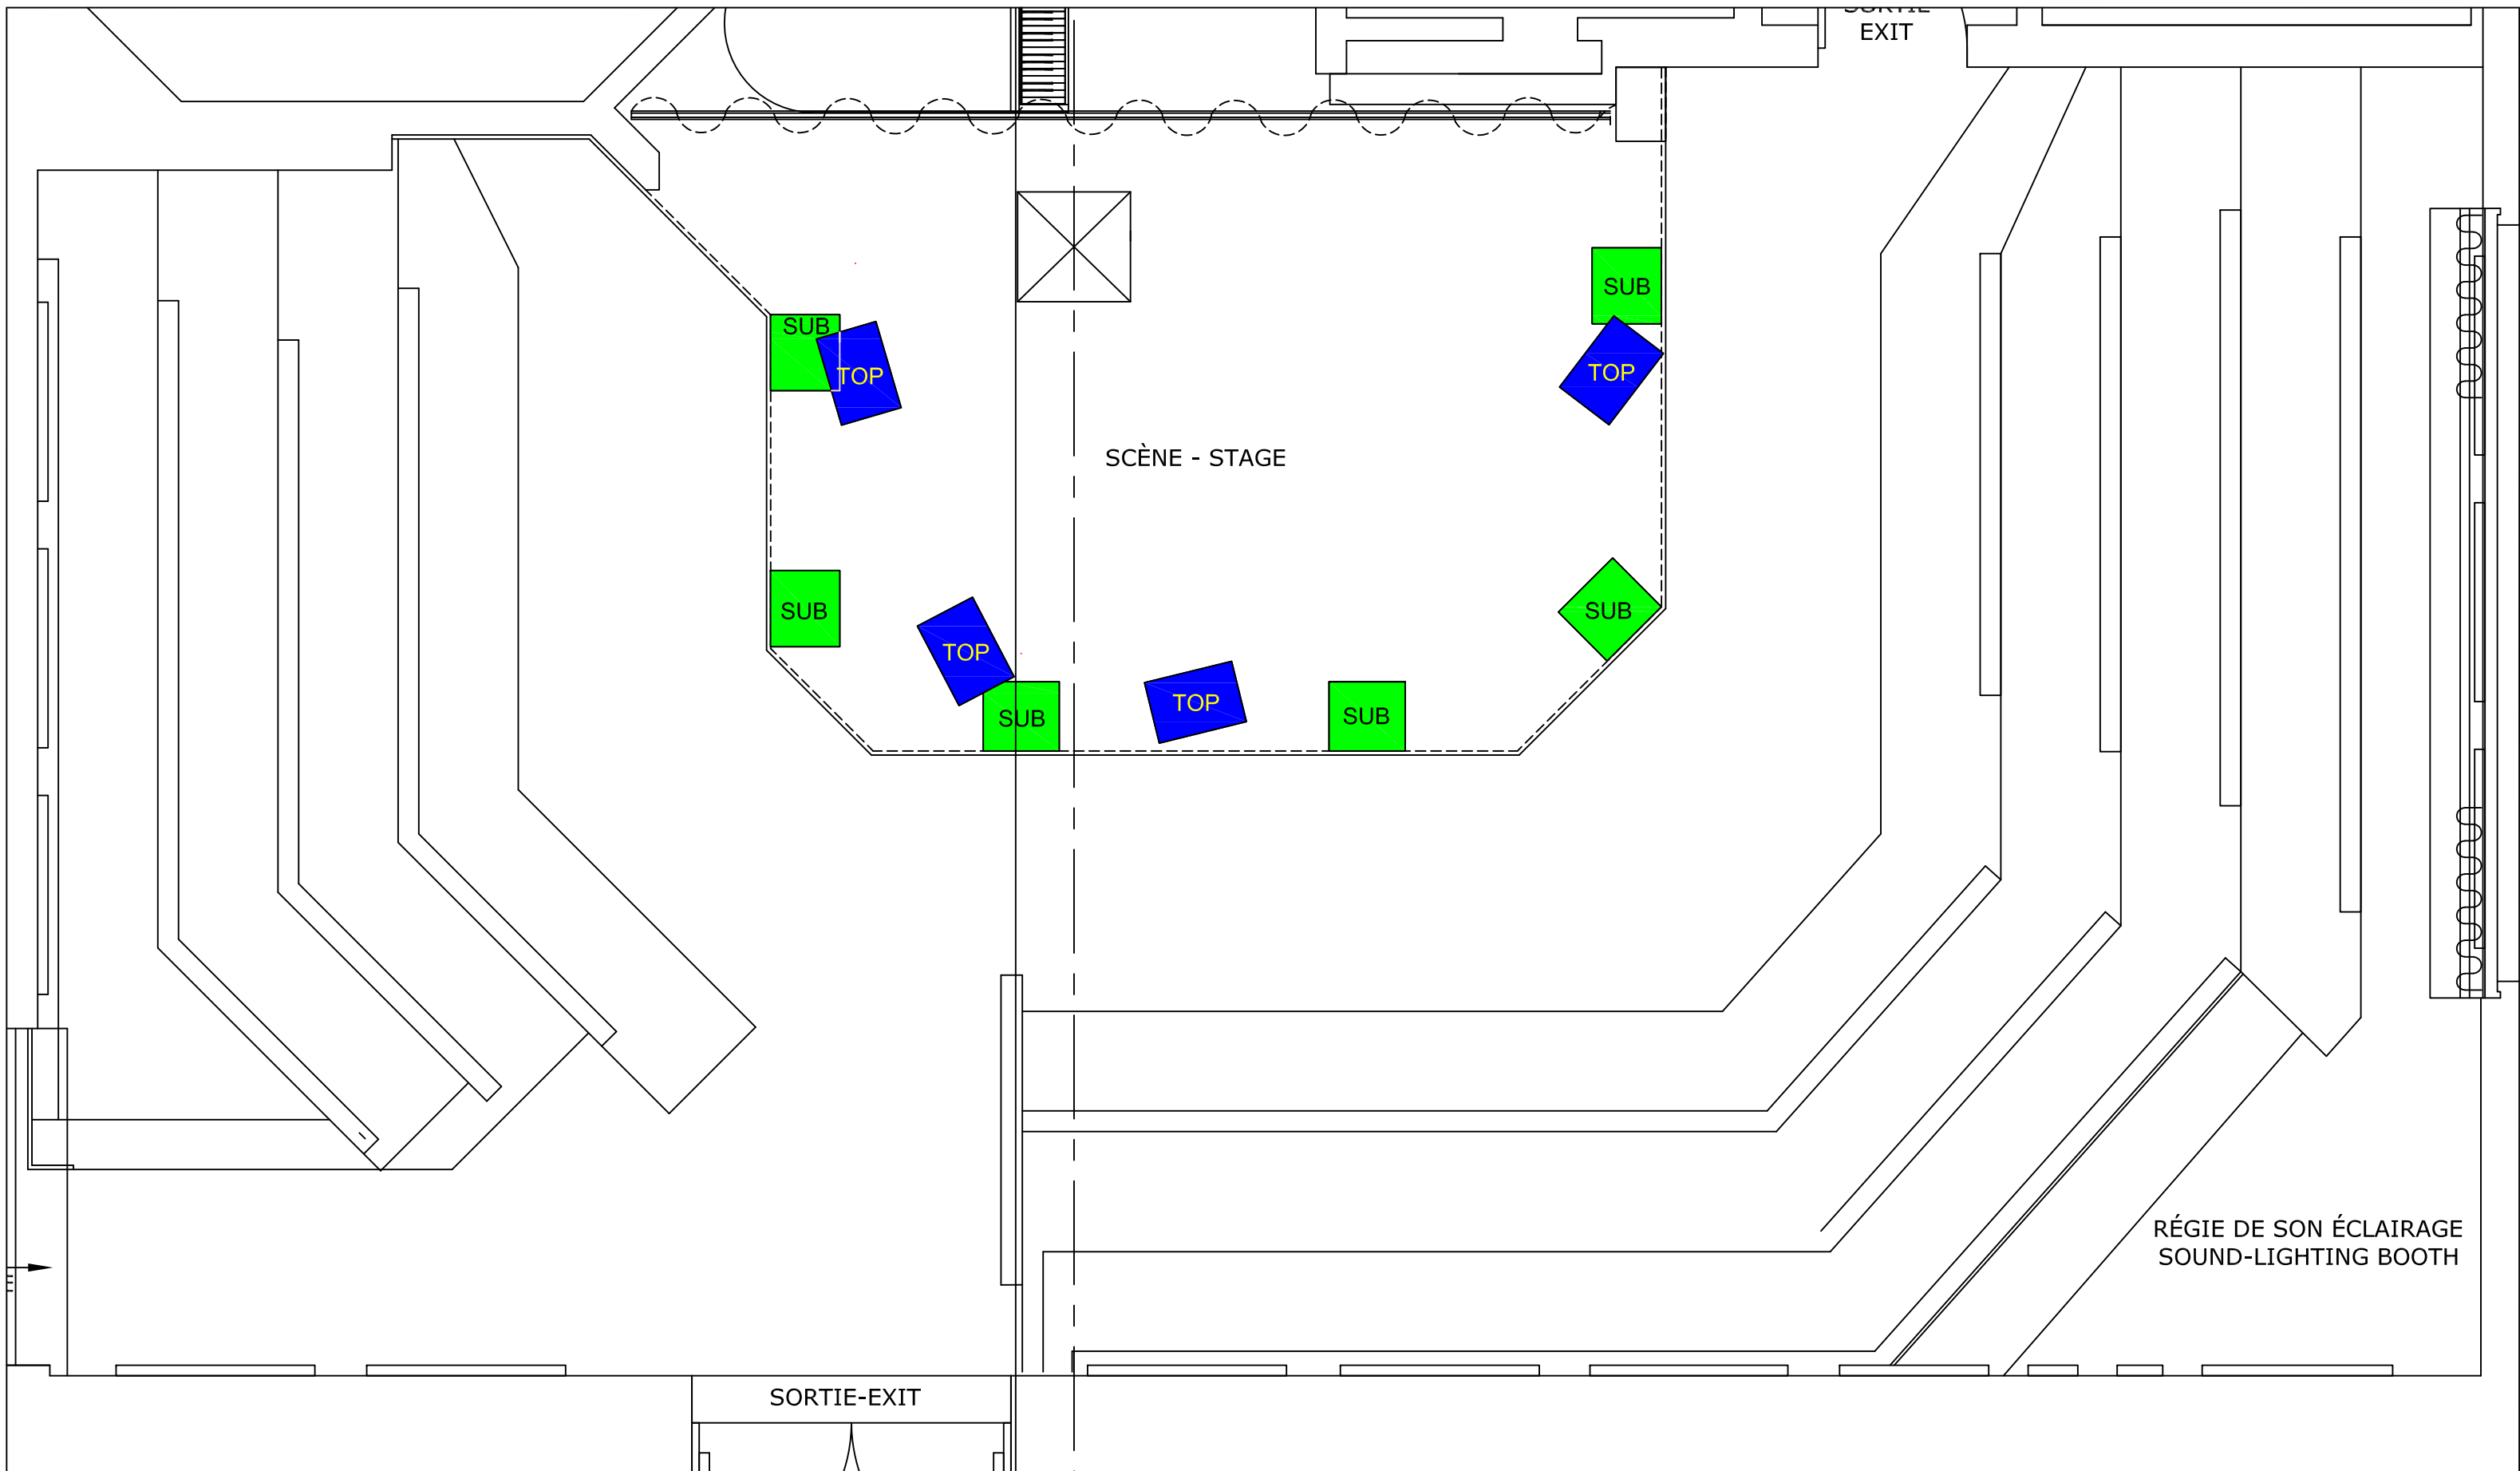 EXIT
SUB
SUB
TOP
TOP
SCÈNE - STAGE
SUB
SUB
TOP
TOP
SUB
SUB
RÉGIE DE SON ÉCLAIRAGE
SOUND-LIGHTING BOOTH
SORTIE-EXIT